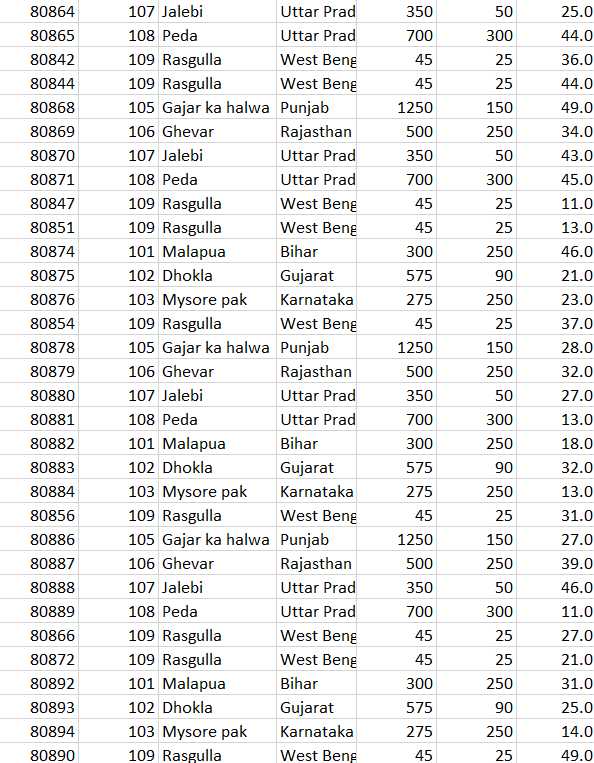 80864 107 Jalebi Uttar Prad 350 50 25.0
80865 108 Peda Uttar Prad 700 300 44.0
80842 109 Rasgulla West Beng 45 25 36.0
80844 109 Rasgulla West Beng 45 25 44.0
80868 105 Gajar ka halwa Punjab 1250 150 49.0
80869 106 Ghevar Rajasthan 500 250 34.0
80870 107 Jalebi Uttar Prad 350 50 43.0
80871 108 Peda Uttar Prad 700 300 45.0
80847 109 Rasgulla West Beng 45 25 11.0
80851 109 Rasgulla West Beng 45 25 13.0
80874 101 Malapua Bihar 300 250 46.0
80875 102 Dhokla Gujarat 575 90 21.0
80876 103 Mysore pak Karnataka 275 250 23.0
80854 109 Rasgulla West Beng 45 25 37.0
80878 105 Gajar ka halwa Punjab 1250 150 28.0
80879 106 Ghevar Rajasthan 500 250 32.0
80880 107 Jalebi Uttar Prad 350 50 27.0
80881 108 Peda Uttar Prad 700 300 13.0
80882 101 Malapua Bihar 300 250 18.0
80883 102 Dhokla Gujarat 575 90 32.0
80884 103 Mysore pak Karnataka 275 250 13.0
80856 109 Rasgulla West Beng 45 25 31.0
80886 105 Gajar ka halwa Punjab 1250 150 27.0
80887 106 Ghevar Rajasthan 500 250 39.0
80888 107 Jalebi Uttar Prad 350 50 46.0
80889 108 Peda Uttar Prad 700 300 11.0
80866 109 Rasgulla West Beng 45 25 27.0
80872 109 Rasgulla West Beng 45 25 21.0
80892 101 Malapua Bihar 300 250 31.0
80893 102 Dhokla Gujarat 575 90 25.0
80894 103 Mysore pak Karnataka 275 250 14.0
80890 109 Rasgulla West Beng 45 25 49.0